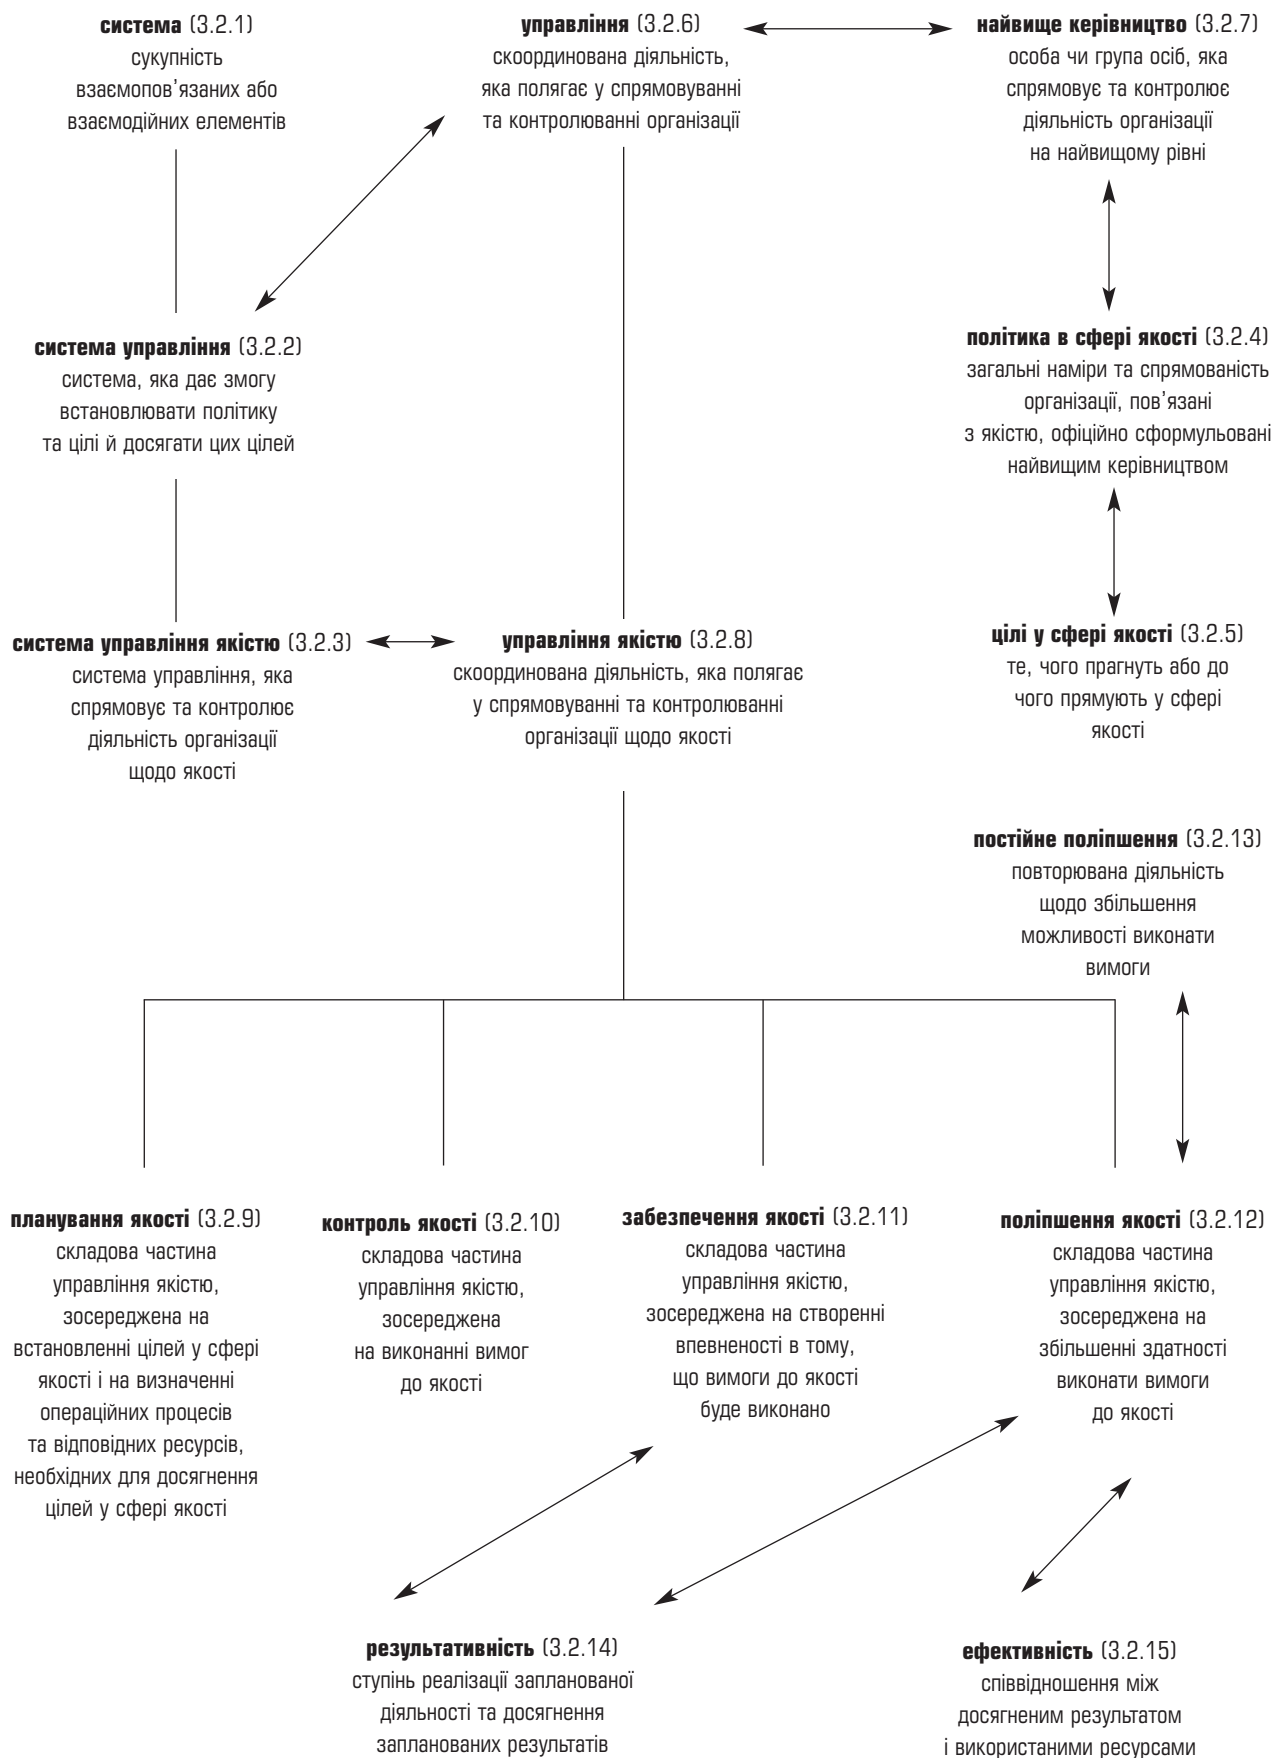 система (3.2.1)
сукупність
взаємопов’язаних або
взаємодійних елементів
управління (3.2.6)
скоординована діяльність,
яка полягає у спрямовуванні
та контролюванні організації
найвище керівництво (3.2.7)
особа чи група осіб, яка
спрямовує та контролює
діяльність організації
на найвищому рівні
система управління (3.2.2)
система, яка дає змогу
встановлювати політику
та цілі й досягати цих цілей
політика в сфері якості (3.2.4)
загальні наміри та спрямованість
організації, пов’язані
з якістю, офіційно сформульовані
найвищим керівництвом
система управління якістю (3.2.3)
система управління, яка
спрямовує та контролює
діяльність організації
щодо якості
управління якістю (3.2.8)
скоординована діяльність, яка полягає
у спрямовуванні та контролюванні
організації щодо якості
цілі у сфері якості (3.2.5)
те, чого прагнуть або до
чого прямують у сфері
якості
постійне поліпшення (3.2.13)
повторювана діяльність
щодо збільшення
можливості виконати
вимоги
планування якості (3.2.9)
складова частина
управління якістю,
зосереджена на
встановленні цілей у сфері
якості і на визначенні
операційних процесів
та відповідних ресурсів,
необхідних для досягнення
цілей у сфері якості
контроль якості (3.2.10)
складова частина
управління якістю,
зосереджена
на виконанні вимог
до якості
забезпечення якості (3.2.11)
складова частина
управління якістю,
зосереджена на створенні
впевненості в тому,
що вимоги до якості
буде виконано
поліпшення якості (3.2.12)
складова частина
управління якістю,
зосереджена на
збільшенні здатності
виконати вимоги
до якості
результативність (3.2.14)
ступінь реалізації запланованої
діяльності та досягнення
запланованих результатів
ефективність (3.2.15)
співвідношення між
досягненим результатом
і використаними ресурсами